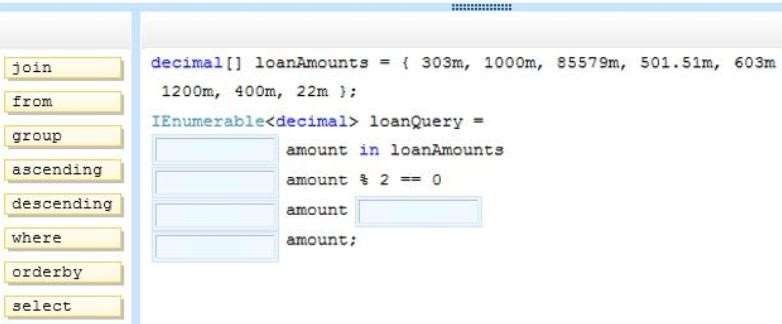 join
from
group
ascending
descending
where
orderby
select
decimal[] loanAmounts = { 303m, 1000m, 85579m, 501.51m, 603m
1200m, 400m, 22m };
IEnumerable<decimal> loanQuery =
amount in loanAmounts
amount % 2 == 0
amount
amount;